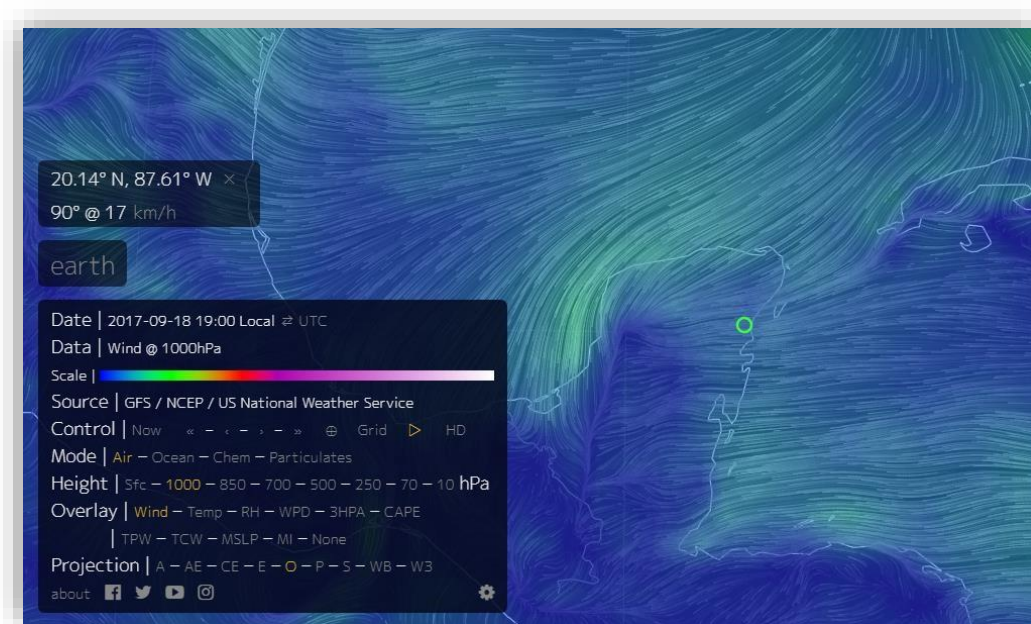 20.14° N, 87.61° W ×
90° @ 17 km/h
earth
Date | 2017-09-18 19:00 Local ⇄ UTC
Data | Wind @ 1000hPa
Scale |
Source | GFS / NCEP / US National Weather Service
Control | Now « – ‹ – › – » ⊕ Grid ▷ HD
Mode | Air – Ocean – Chem – Particulates
Height | Sfc – 1000 – 850 – 700 – 500 – 250 – 70 – 10 hPa
Overlay | Wind – Temp – RH – WPD – 3HPA – CAPE
| TPW – TCW – MSLP – MI – None
Projection | A – AE – CE – E – O – P – S – WB – W3
about